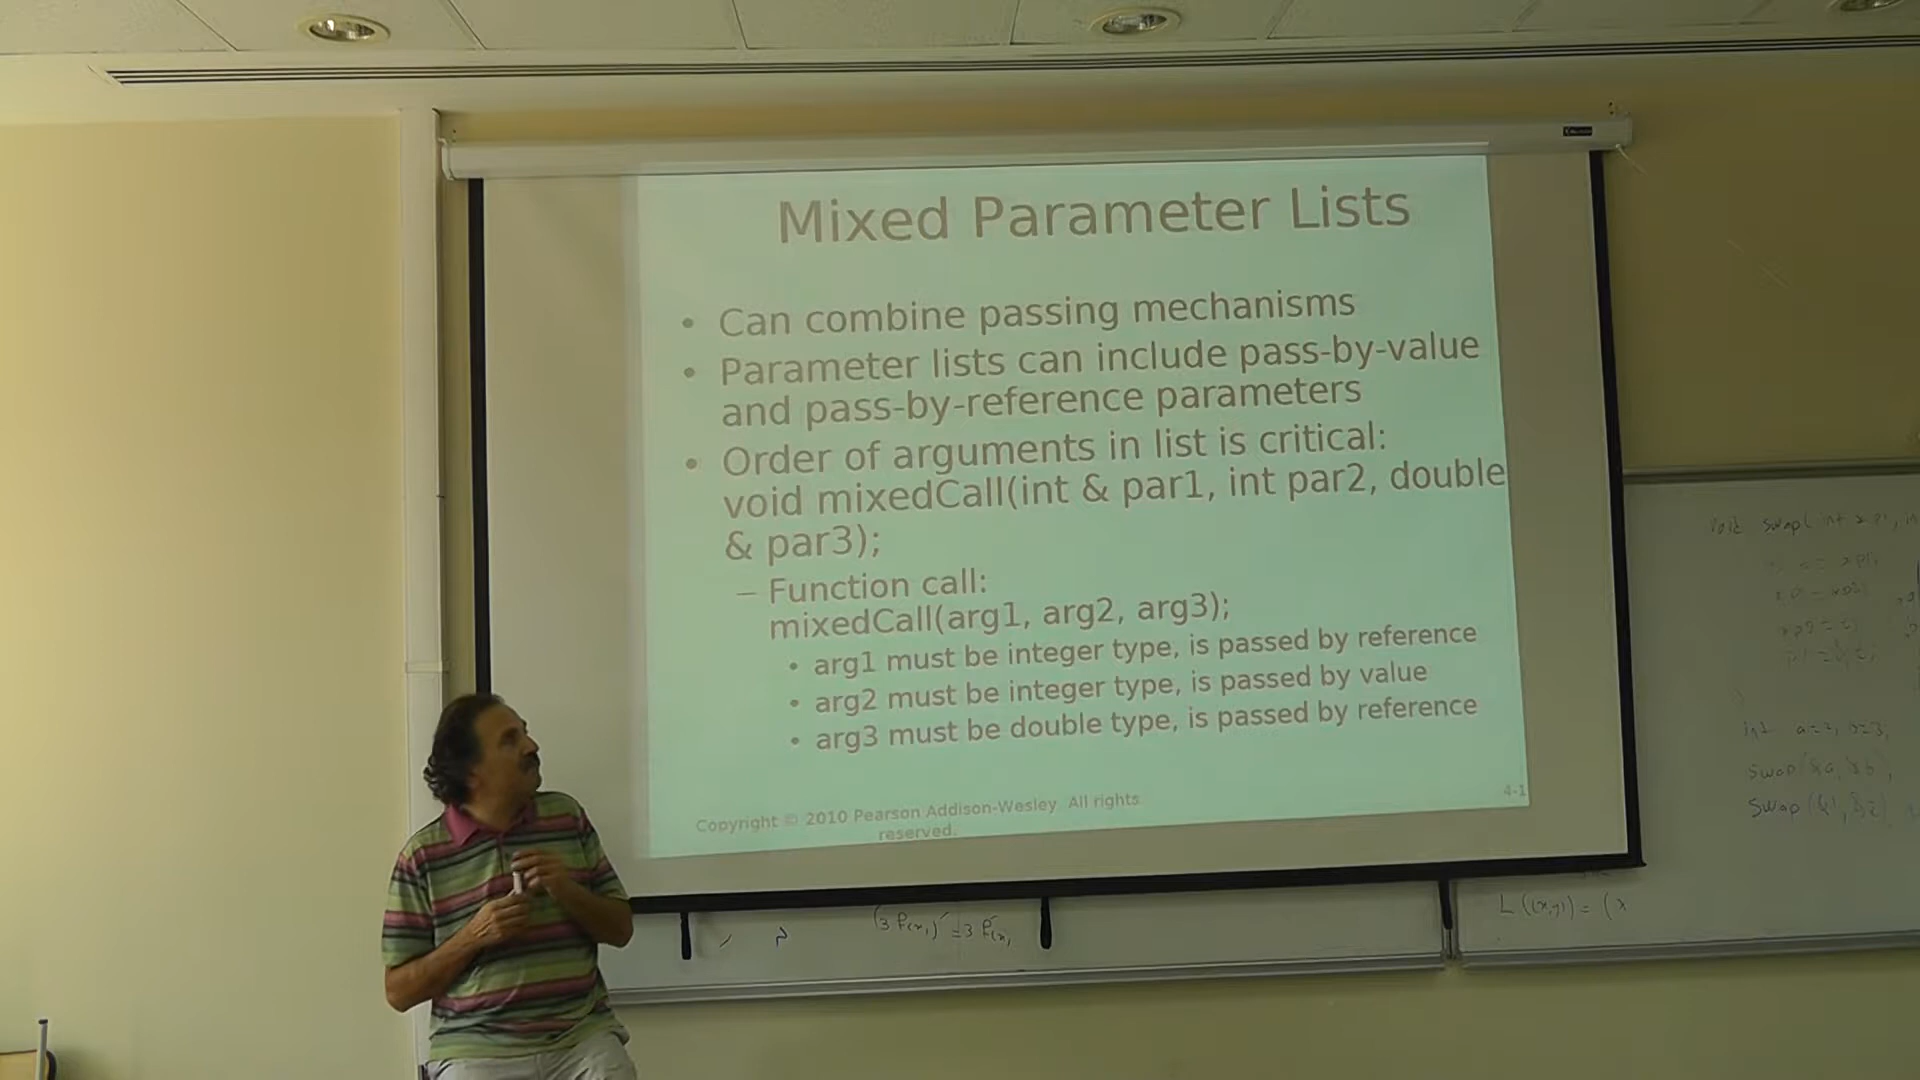 Mixed Parameter Lists
• Can combine passing mechanisms
• Parameter lists can include pass-by-value
and pass-by-reference parameters
• Order of arguments in list is critical:
void mixedCall(int & par1, int par2, double
& par3);
– Function call:
mixedCall(arg1, arg2, arg3);
• arg1 must be integer type, is passed by reference
• arg2 must be integer type, is passed by value
• arg3 must be double type, is passed by reference
Copyright © 2010 Pearson Addison-Wesley. All rights
reserved.
4-1
void swap(int
int a=2, b=3;
swap(&a, &b),
swap
L((x,y)) = (x